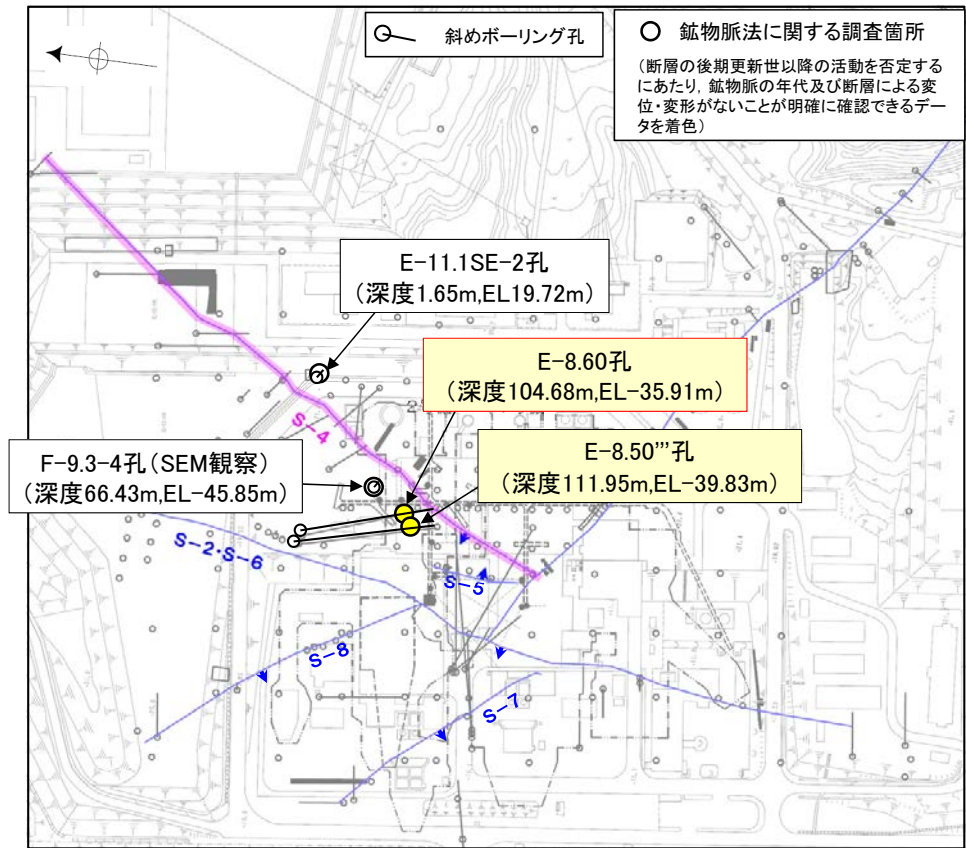 斜めボーリング孔
鉱物脈法に関する調査箇所
(断層の後期更新世以降の活動を否定する
にあたり，鉱物脈の年代及び断層による変
位・変形がないことが明確に確認できるデー
タを着色)
E-11.1SE-2孔
(深度1.65m,EL19.72m)
E-8.60孔
(深度104.68m,EL-35.91m)
S-4
E-8.50'''孔
(深度111.95m,EL-39.83m)
F-9.3-4孔(SEM観察)
(深度66.43m,EL-45.85m)
S-2・S-6
S-5
S-8
S-7